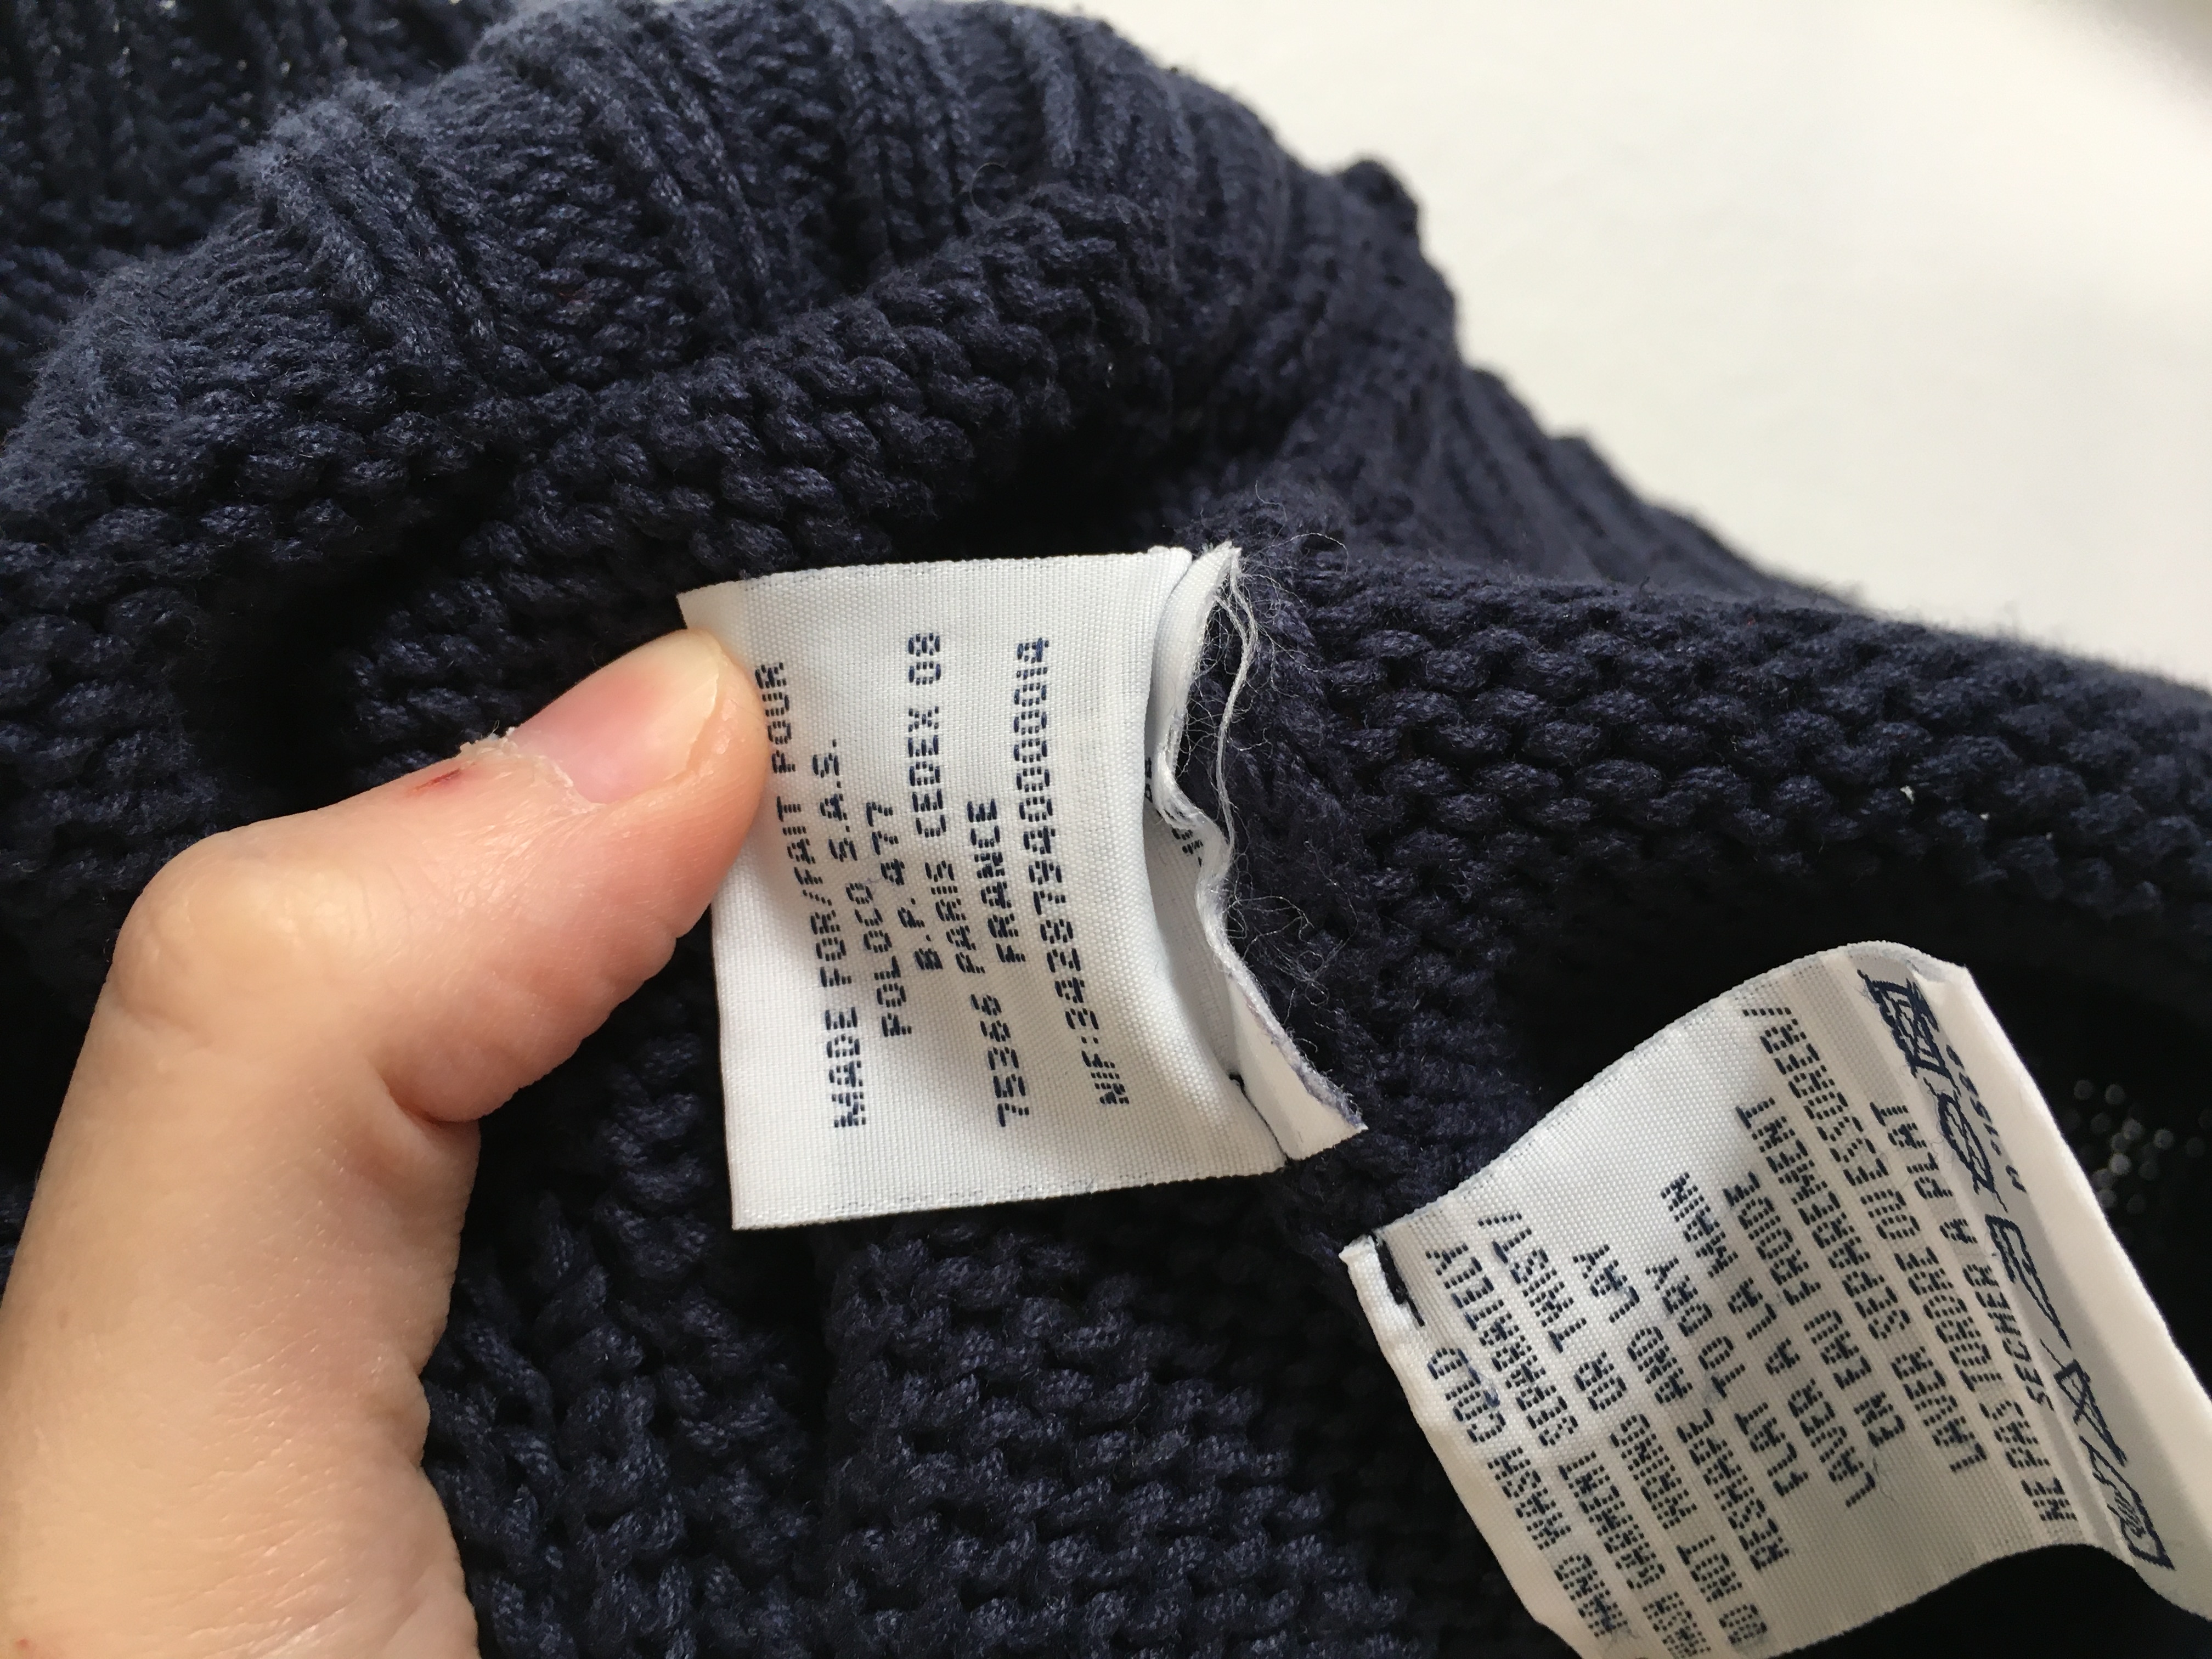 MADE FOR/FAIT POUR
POLOCO S.A.S.
B.P. 477
75366 PARIS CEDEX 08
FRANCE
NIF:34287940000014
HAND WASH COLD
WASH GARMENT SEPARATELY
DO NOT WRING OR TWIST/
RESHAPE AND LAY
FLAT TO DRY
LAVER A LA MAIN
EN EAU FROIDE
LAVER SEPAREMENT
NE PAS TORDRE OU ESSORER/
SECHER A PLAT